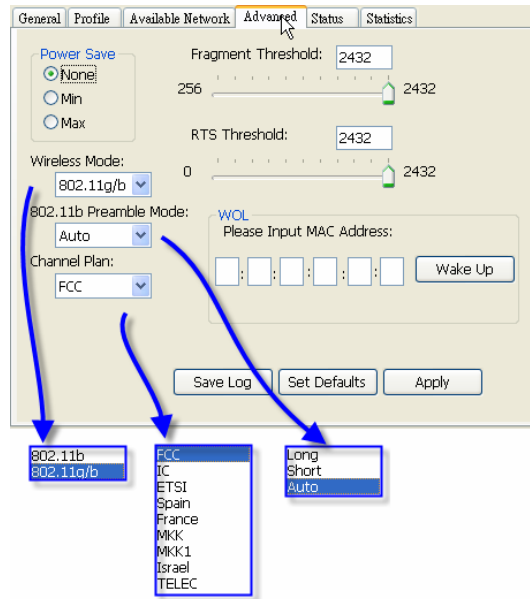 General Profile Available Network Advanced Status Statistics
Power Save
None
Min
Max
Fragment Threshold: 2432
256 2432
RTS Threshold: 2432
0 2432
Wireless Mode:
802.11g/b
802.11b Preamble Mode:
Auto
Channel Plan:
FCC
WOL
Please Input MAC Address:
: : : : : Wake Up
Save Log Set Defaults Apply
802.11b
802.11g/b
FCC
IC
ETSI
Spain
France
MKK
MKK1
Israel
TELEC
Long
Short
Auto